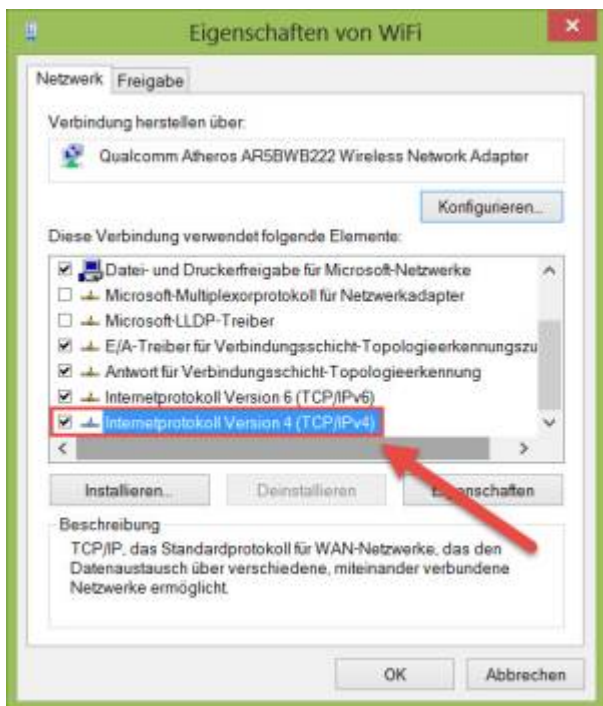 Eigenschaften von WiFi
Netzwerk Freigabe
Verbindung herstellen über:
Qualcomm Atheros AR5BWB222 Wireless Network Adapter
Konfigurieren...
Diese Verbindung verwendet folgende Elemente:
Datei- und Druckerfreigabe für Microsoft-Netzwerke
Microsoft-Multiplexorprotokoll für Netzwerkadapter
Microsoft-LLDP-Treiber
E/A-Treiber für Verbindungsschicht-Topologieerkennungszu
Antwort für Verbindungsschicht-Topologieerkennung
Internetprotokoll Version 6 (TCP/IPv6)
Internetprotokoll Version 4 (TCP/IPv4)
Installieren... Deinstallieren Eigenschaften
Beschreibung
TCP/IP, das Standardprotokoll für WAN-Netzwerke, das den
Datenaustausch über verschiedene, miteinander verbundene
Netzwerke ermöglicht.
OK Abbrechen